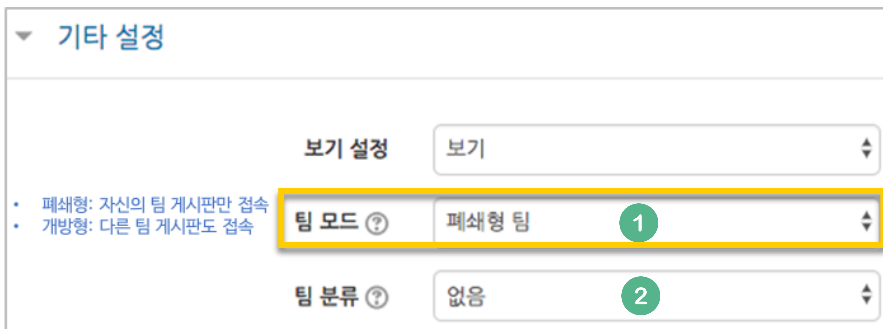 기타 설정
보기 설정 보기
• 폐쇄형: 자신의 팀 게시판만 접속
• 개방형: 다른 팀 게시판도 접속
팀 모드 ? 폐쇄형 팀 1
팀 분류 ? 없음 2